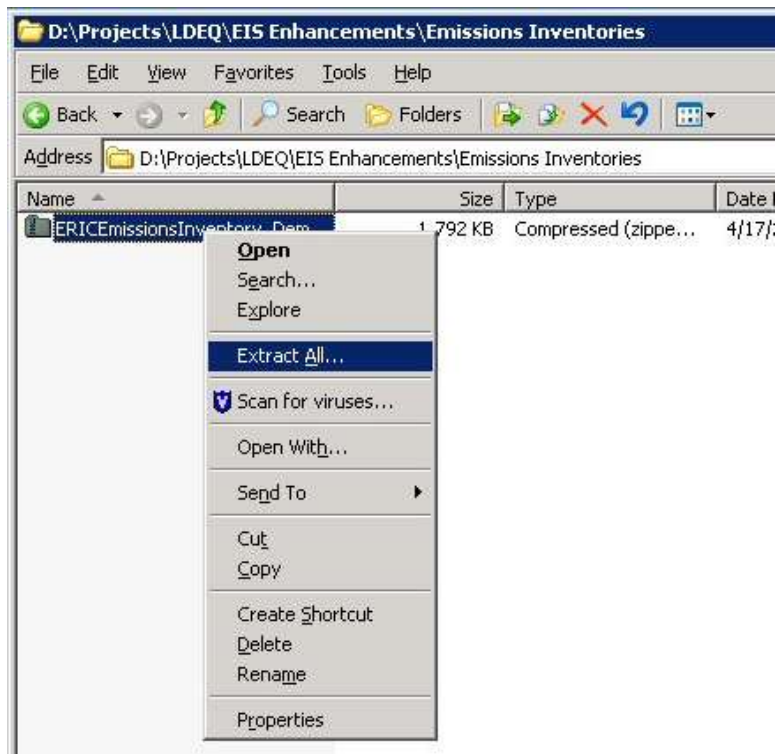 D:\Projects\LDEQ\EIS Enhancements\Emissions Inventories
File Edit View Favorites Tools Help
Back Search Folders
Address D:\Projects\LDEQ\EIS Enhancements\Emissions Inventories
Name Size Type Date
ERICEmissionsInventory_Dem 1,792 KB Compressed (zippe... 4/17/
Open
Search...
Explore
Extract All...
Scan for viruses...
Open With...
Send To
Cut
Copy
Create Shortcut
Delete
Rename
Properties